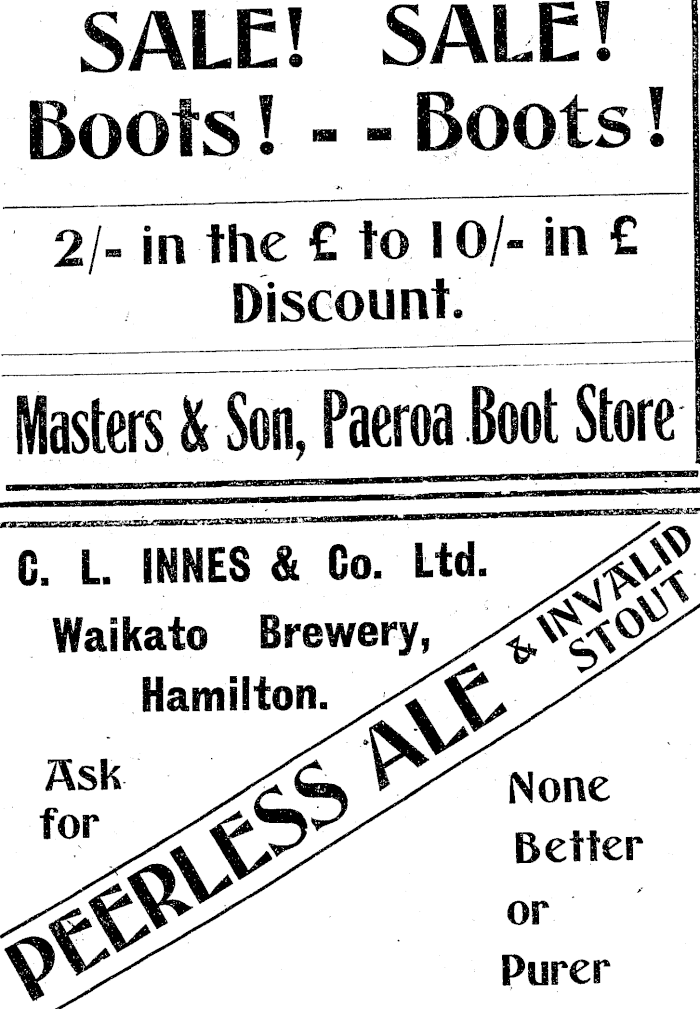 SALE! SALE!
Boots! - - Boots!
2/- in the £ to 10/- in £
Discount.
Masters & Son, Paeroa Boot Store
C. L. INNES & Co. Ltd.
Waikato Brewery,
Hamilton.
Ask
for
PEERLESS ALE & INVALID
STOUT
None
Better
or
Purer